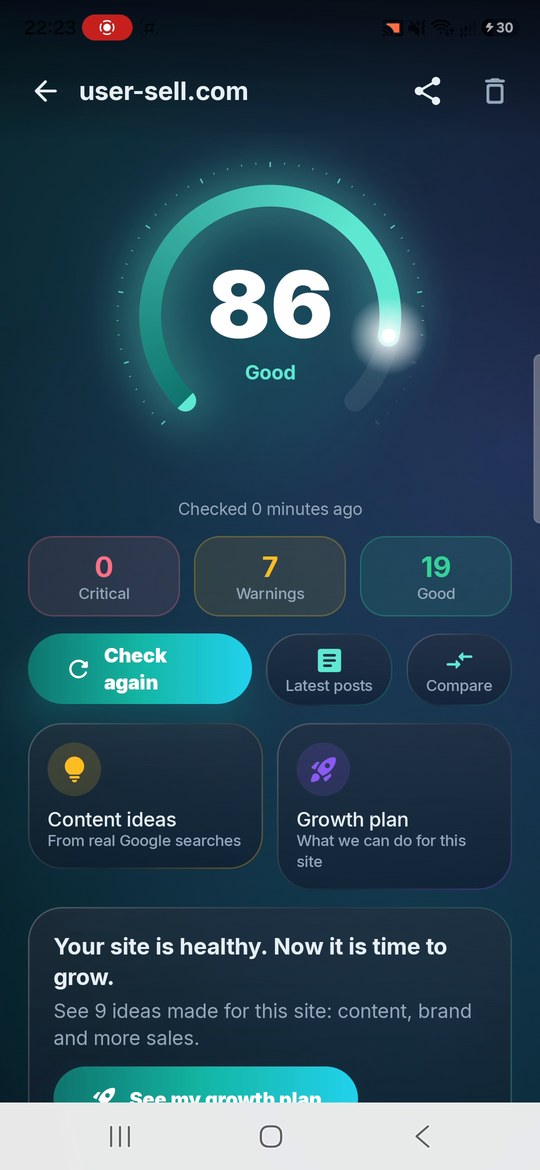 22:23
30
user-sell.com
86
Good
Checked 0 minutes ago
0
Critical
7
Warnings
19
Good
Check
again
Latest posts
Compare
Content ideas
From real Google searches
Growth plan
What we can do for this
site
Your site is healthy. Now it is time to
grow.
See 9 ideas made for this site: content, brand
and more sales.
See my growth plan